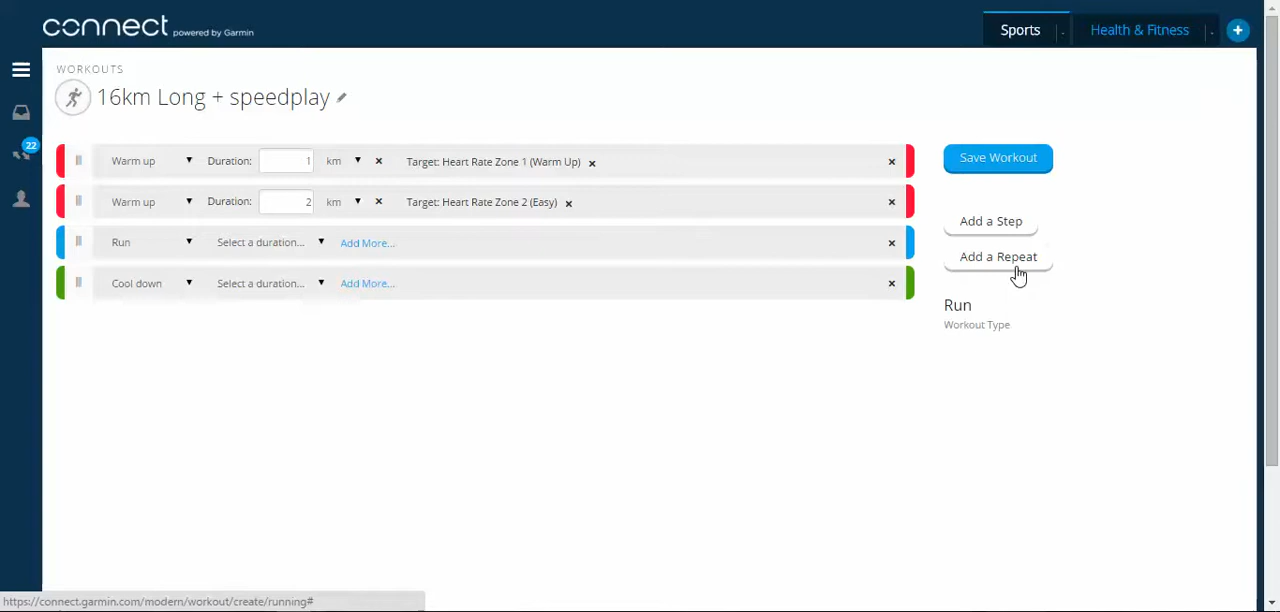 connect powered by Garmin
Sports
Health & Fitness
WORKOUTS
16km Long + speedplay
22
Warm up Duration: 1 km Target: Heart Rate Zone 1 (Warm Up)
Warm up Duration: 2 km Target: Heart Rate Zone 2 (Easy)
Run Select a duration... Add More...
Cool down Select a duration... Add More...
Save Workout
Add a Step
Add a Repeat
Run
Workout Type
https://connect.garmin.com/modern/workout/create/running#